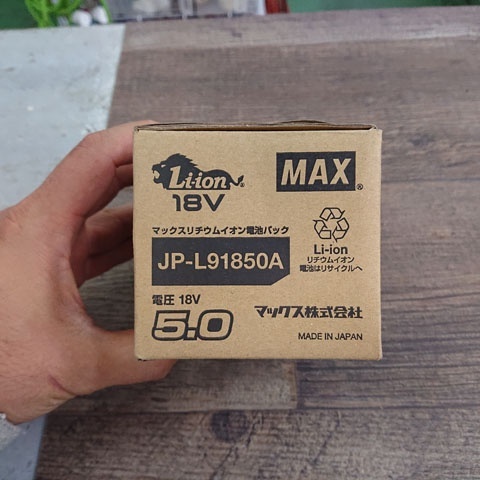 Li-ion®
18V
MAX®
マックスリチウムイオン電池パック
JP-L91850A
Li-ion
リチウムイオン
電池はリサイクルへ
電圧 18V
5.0
マックス株式会社
MADE IN JAPAN